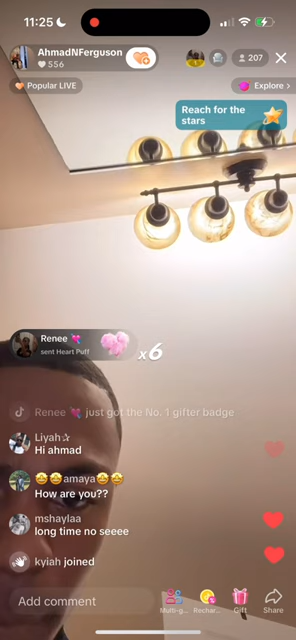 11:25
AhmadNFerguson
556
207
Popular LIVE
Explore >
Reach for the
stars
Renee 💘
sent Heart Puff
x6
Renee 💘 just got the No. 1 gifter badge
Liyah✰
Hi ahmad
🤩🤩amaya🤩🤩
How are you??
mshaylaa
long time no seeee
kyiah joined
Add comment
Multi-g...
Rechar...
Gift
Share